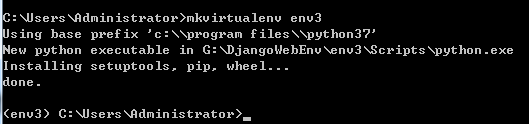 C:\Users\Administrator>mkvirtualenv env3
Using base prefix 'c:\\program files\\python37'
New python executable in G:\DjangoWebEnv\env3\Scripts\python.exe
Installing setuptools, pip, wheel...
done.
(env3) C:\Users\Administrator>_